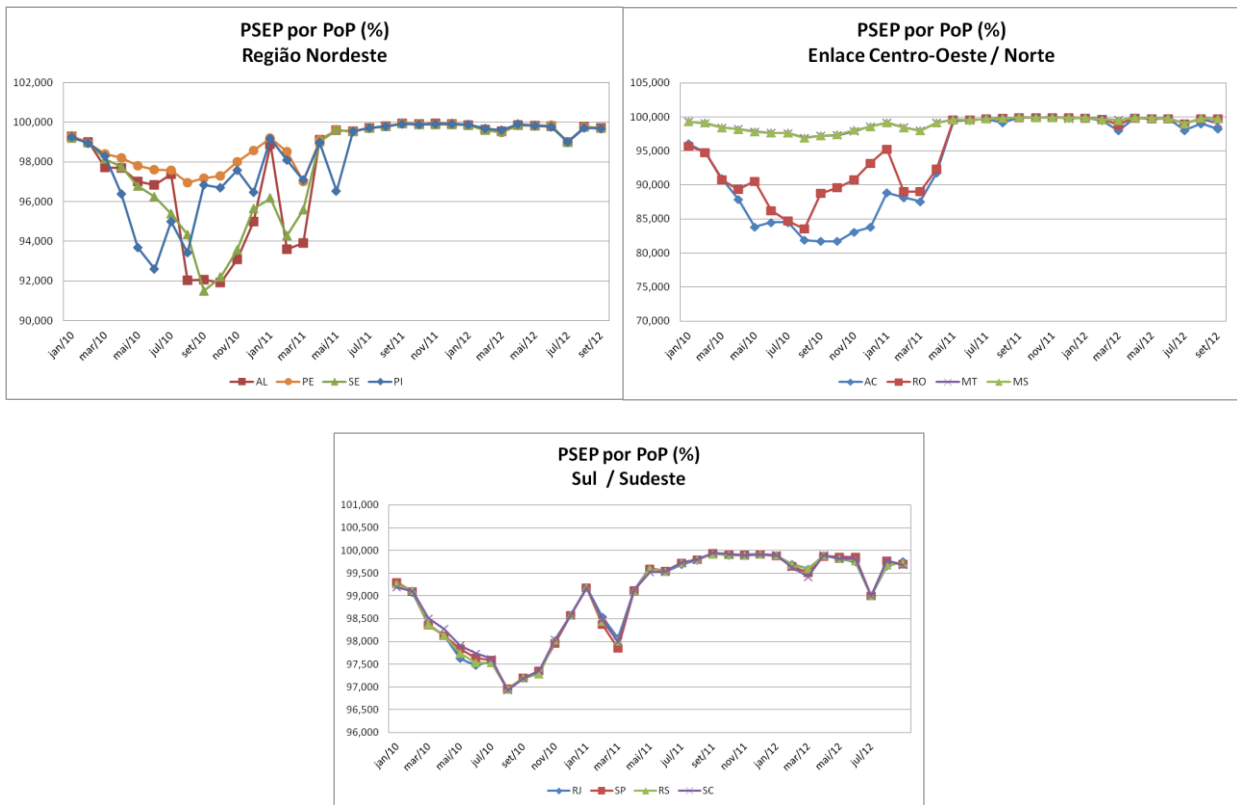 PSEP por PoP (%)
Região Nordeste
102,000
100,000
98,000
96,000
94,000
92,000
90,000
jan/10
mar/10
mai/10
jul/10
set/10
nov/10
jan/11
mar/11
mai/11
jul/11
set/11
nov/11
jan/12
mar/12
mai/12
jul/12
set/12
AL PE SE PI
PSEP por PoP (%)
Enlace Centro-Oeste / Norte
105,000
100,000
95,000
90,000
85,000
80,000
75,000
70,000
jan/10
mar/10
mai/10
jul/10
set/10
nov/10
jan/11
mar/11
mai/11
jul/11
set/11
nov/11
jan/12
mar/12
mai/12
jul/12
set/12
AC RO MT MS
PSEP por PoP (%)
Sul / Sudeste
101,000
100,500
100,000
99,500
99,000
98,500
98,000
97,500
97,000
96,500
96,000
jan/10
mar/10
mai/10
jul/10
set/10
nov/10
jan/11
mar/11
mai/11
jul/11
set/11
nov/11
jan/12
mar/12
mai/12
jul/12
RJ SP RS SC